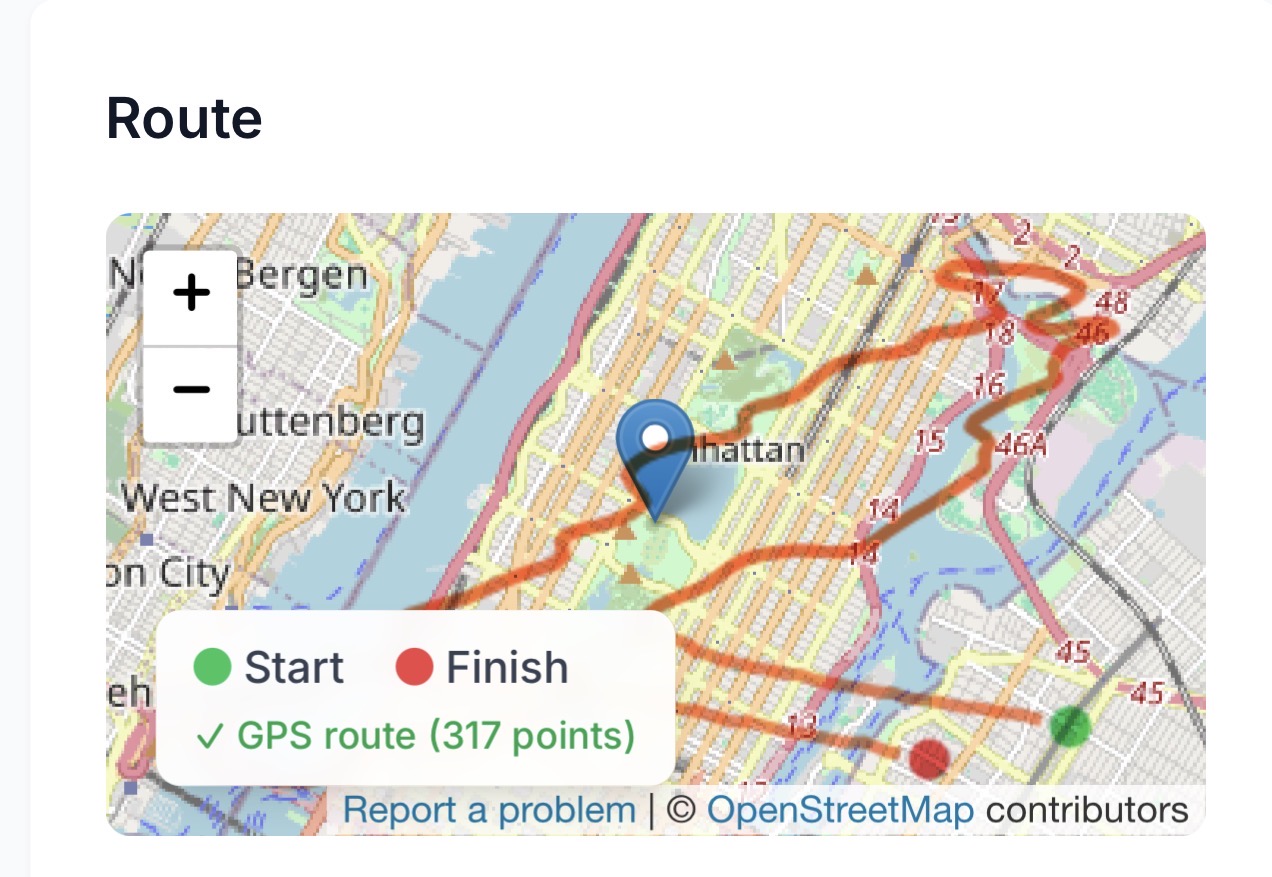 Route
+
−
Bergen
uttenberg
West New York
on City
eh
hattan
2
2
17
48
18
46
16
15
46A
14
14
45
45
13
Start Finish
✓ GPS route (317 points)
Report a problem | © OpenStreetMap contributors